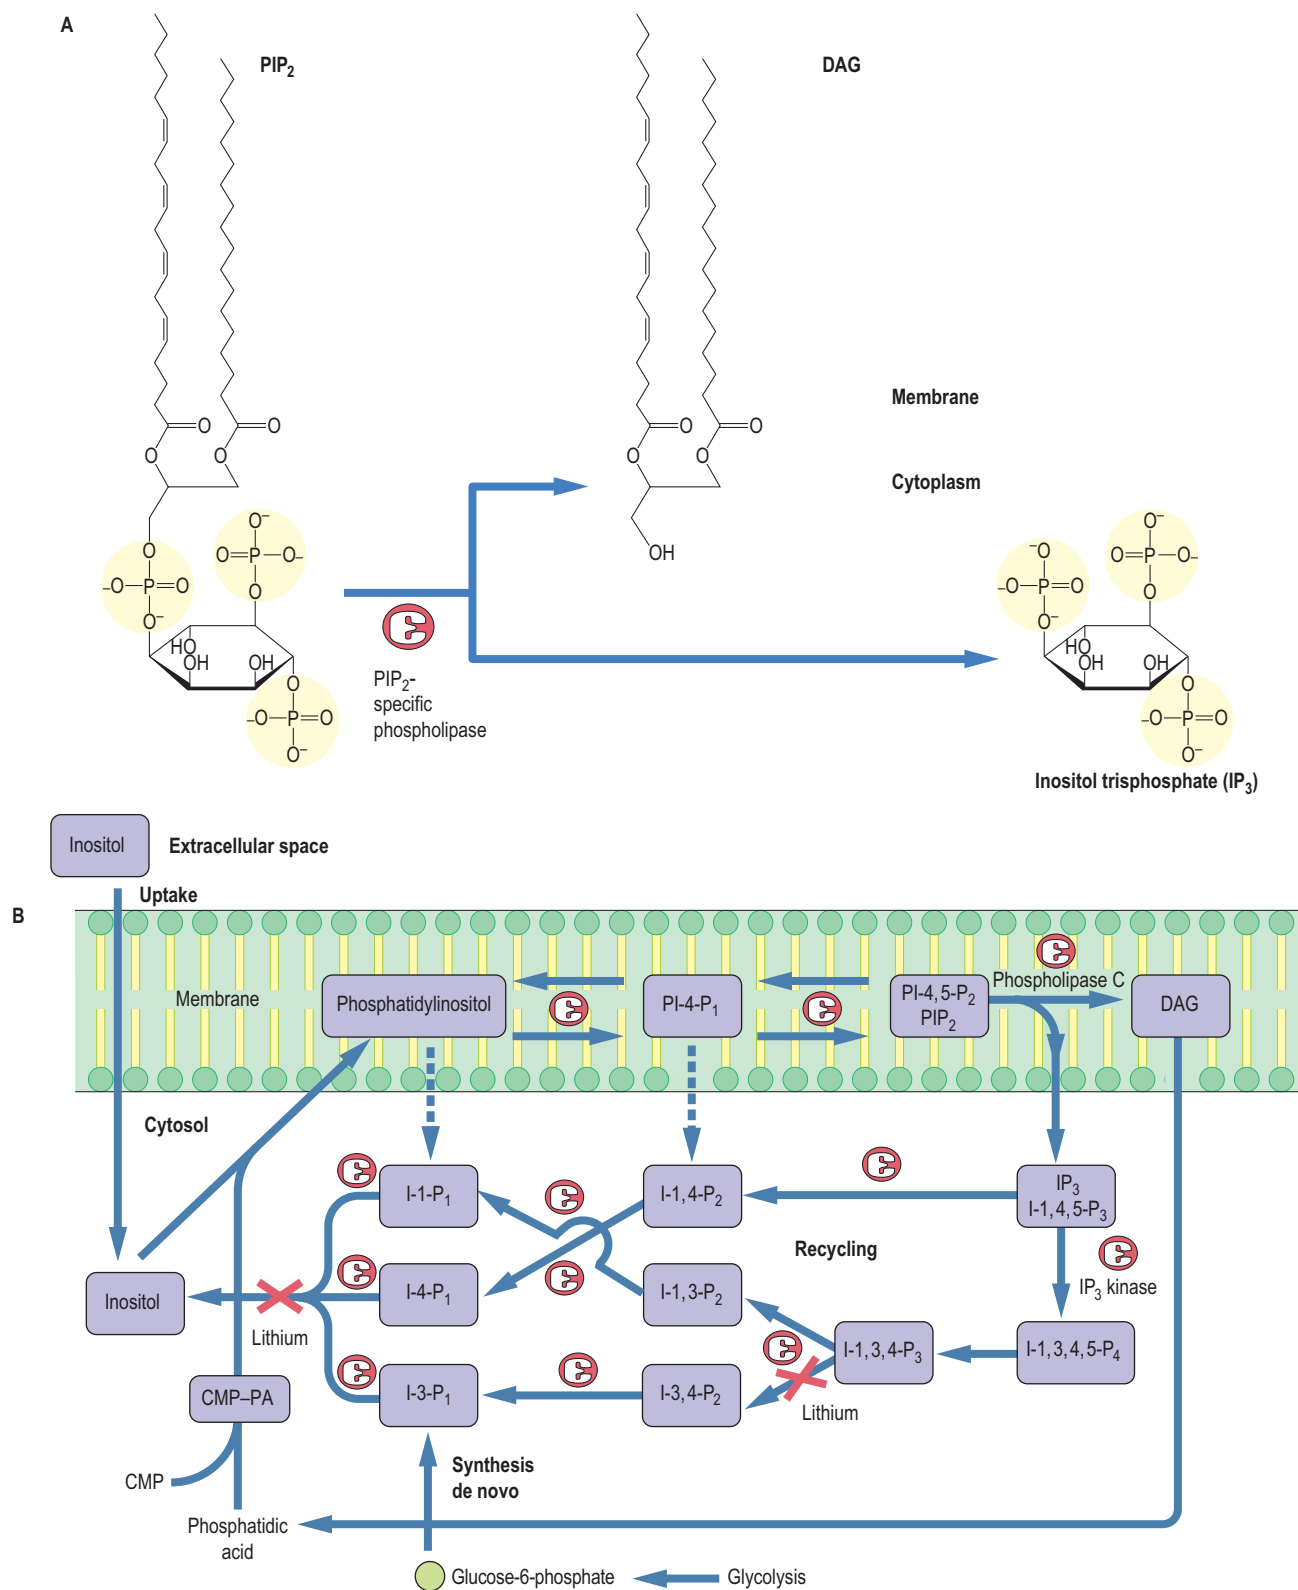 A
PIP2
DAG
O
O
O
O
O
O
O
O
Membrane
Cytoplasm
O–
O=P–O–
O
O
–O–P=O
O–
HO
OH
OH
O
–O–P=O
O–
OH
PIP2-
specific
phospholipase
–O
–O–P=O
O–
O–
O=P–O–
O
HO
OH
OH
O
–O–P=O
O–
Inositol trisphosphate (IP3)
Inositol
Extracellular space
Uptake
B
Membrane
Phosphatidylinositol
PI-4-P1
PI-4,5-P2
PIP2
Phospholipase C
DAG
Cytosol
I-1-P1
I-1,4-P2
IP3
I-1,4,5-P3
Recycling
IP3 kinase
Inositol
Lithium
I-4-P1
I-1,3-P2
I-1,3,4-P3
I-1,3,4,5-P4
CMP–PA
I-3-P1
I-3,4-P2
Lithium
CMP
Synthesis
de novo
Phosphatidic
acid
Glucose-6-phosphate
Glycolysis